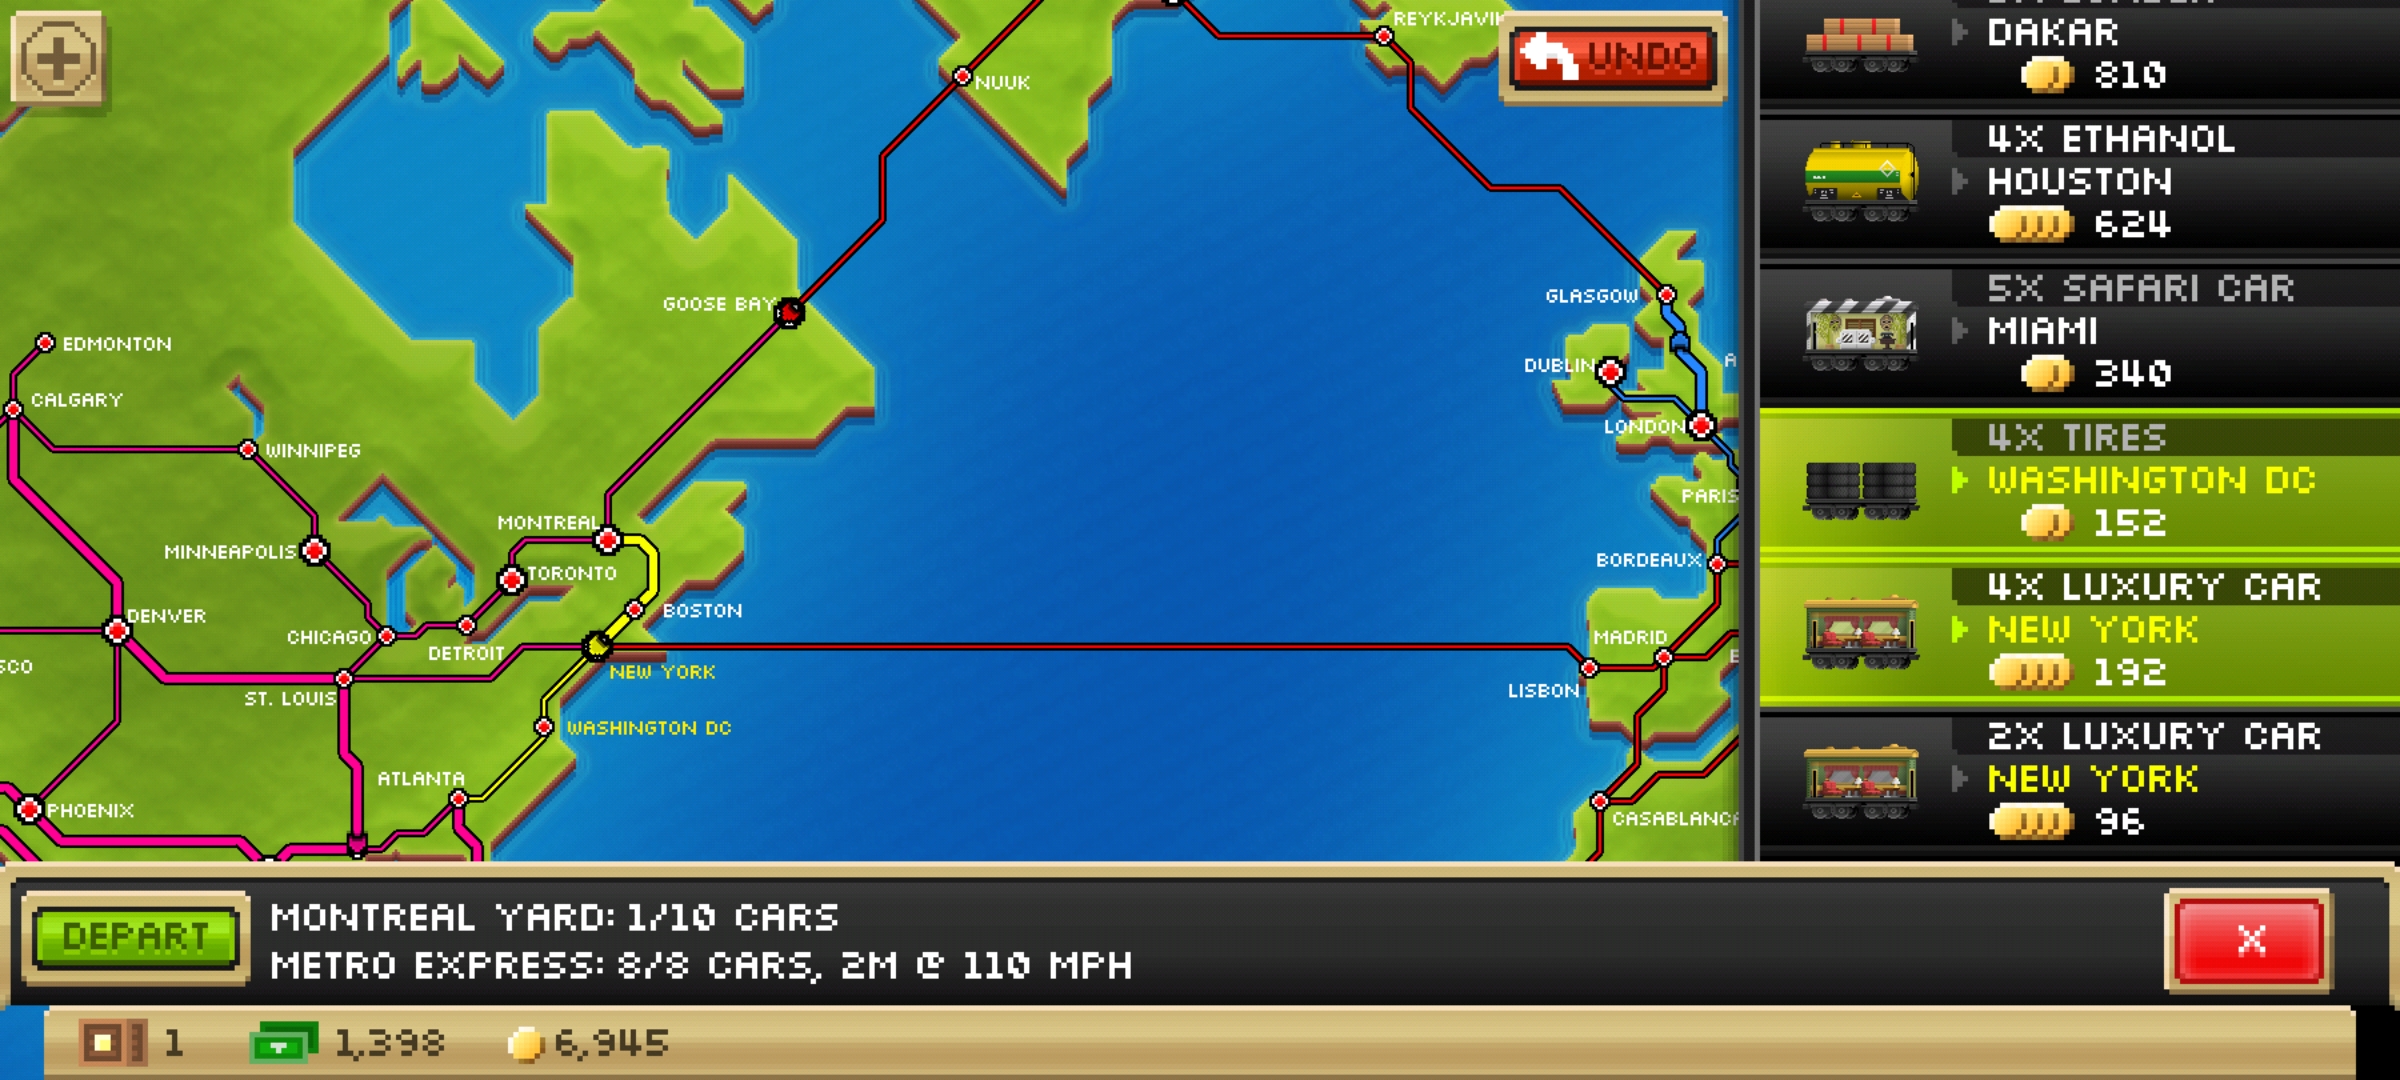 REYKJAVIK
UNDO
NUUK
GOOSE BAY
EDMONTON
CALGARY
WINNIPEG
GLASGOW
DUBLIN
LONDON
PARIS
MONTREAL
MINNEAPOLIS
TORONTO
BORDEAUX
DENVER
BOSTON
CHICAGO
DETROIT
MADRID
SCO
ST. LOUIS
NEW YORK
LISBON
WASHINGTON DC
ATLANTA
PHOENIX
CASABLANCA
DAKAR
810
4X ETHANOL
HOUSTON
624
5X SAFARI CAR
MIAMI
340
4X TIRES
WASHINGTON DC
152
4X LUXURY CAR
NEW YORK
192
2X LUXURY CAR
NEW YORK
96
DEPART
MONTREAL YARD: 1/10 CARS
METRO EXPRESS: 8/8 CARS, 2M @ 110 MPH
X
1
1,398
6,945